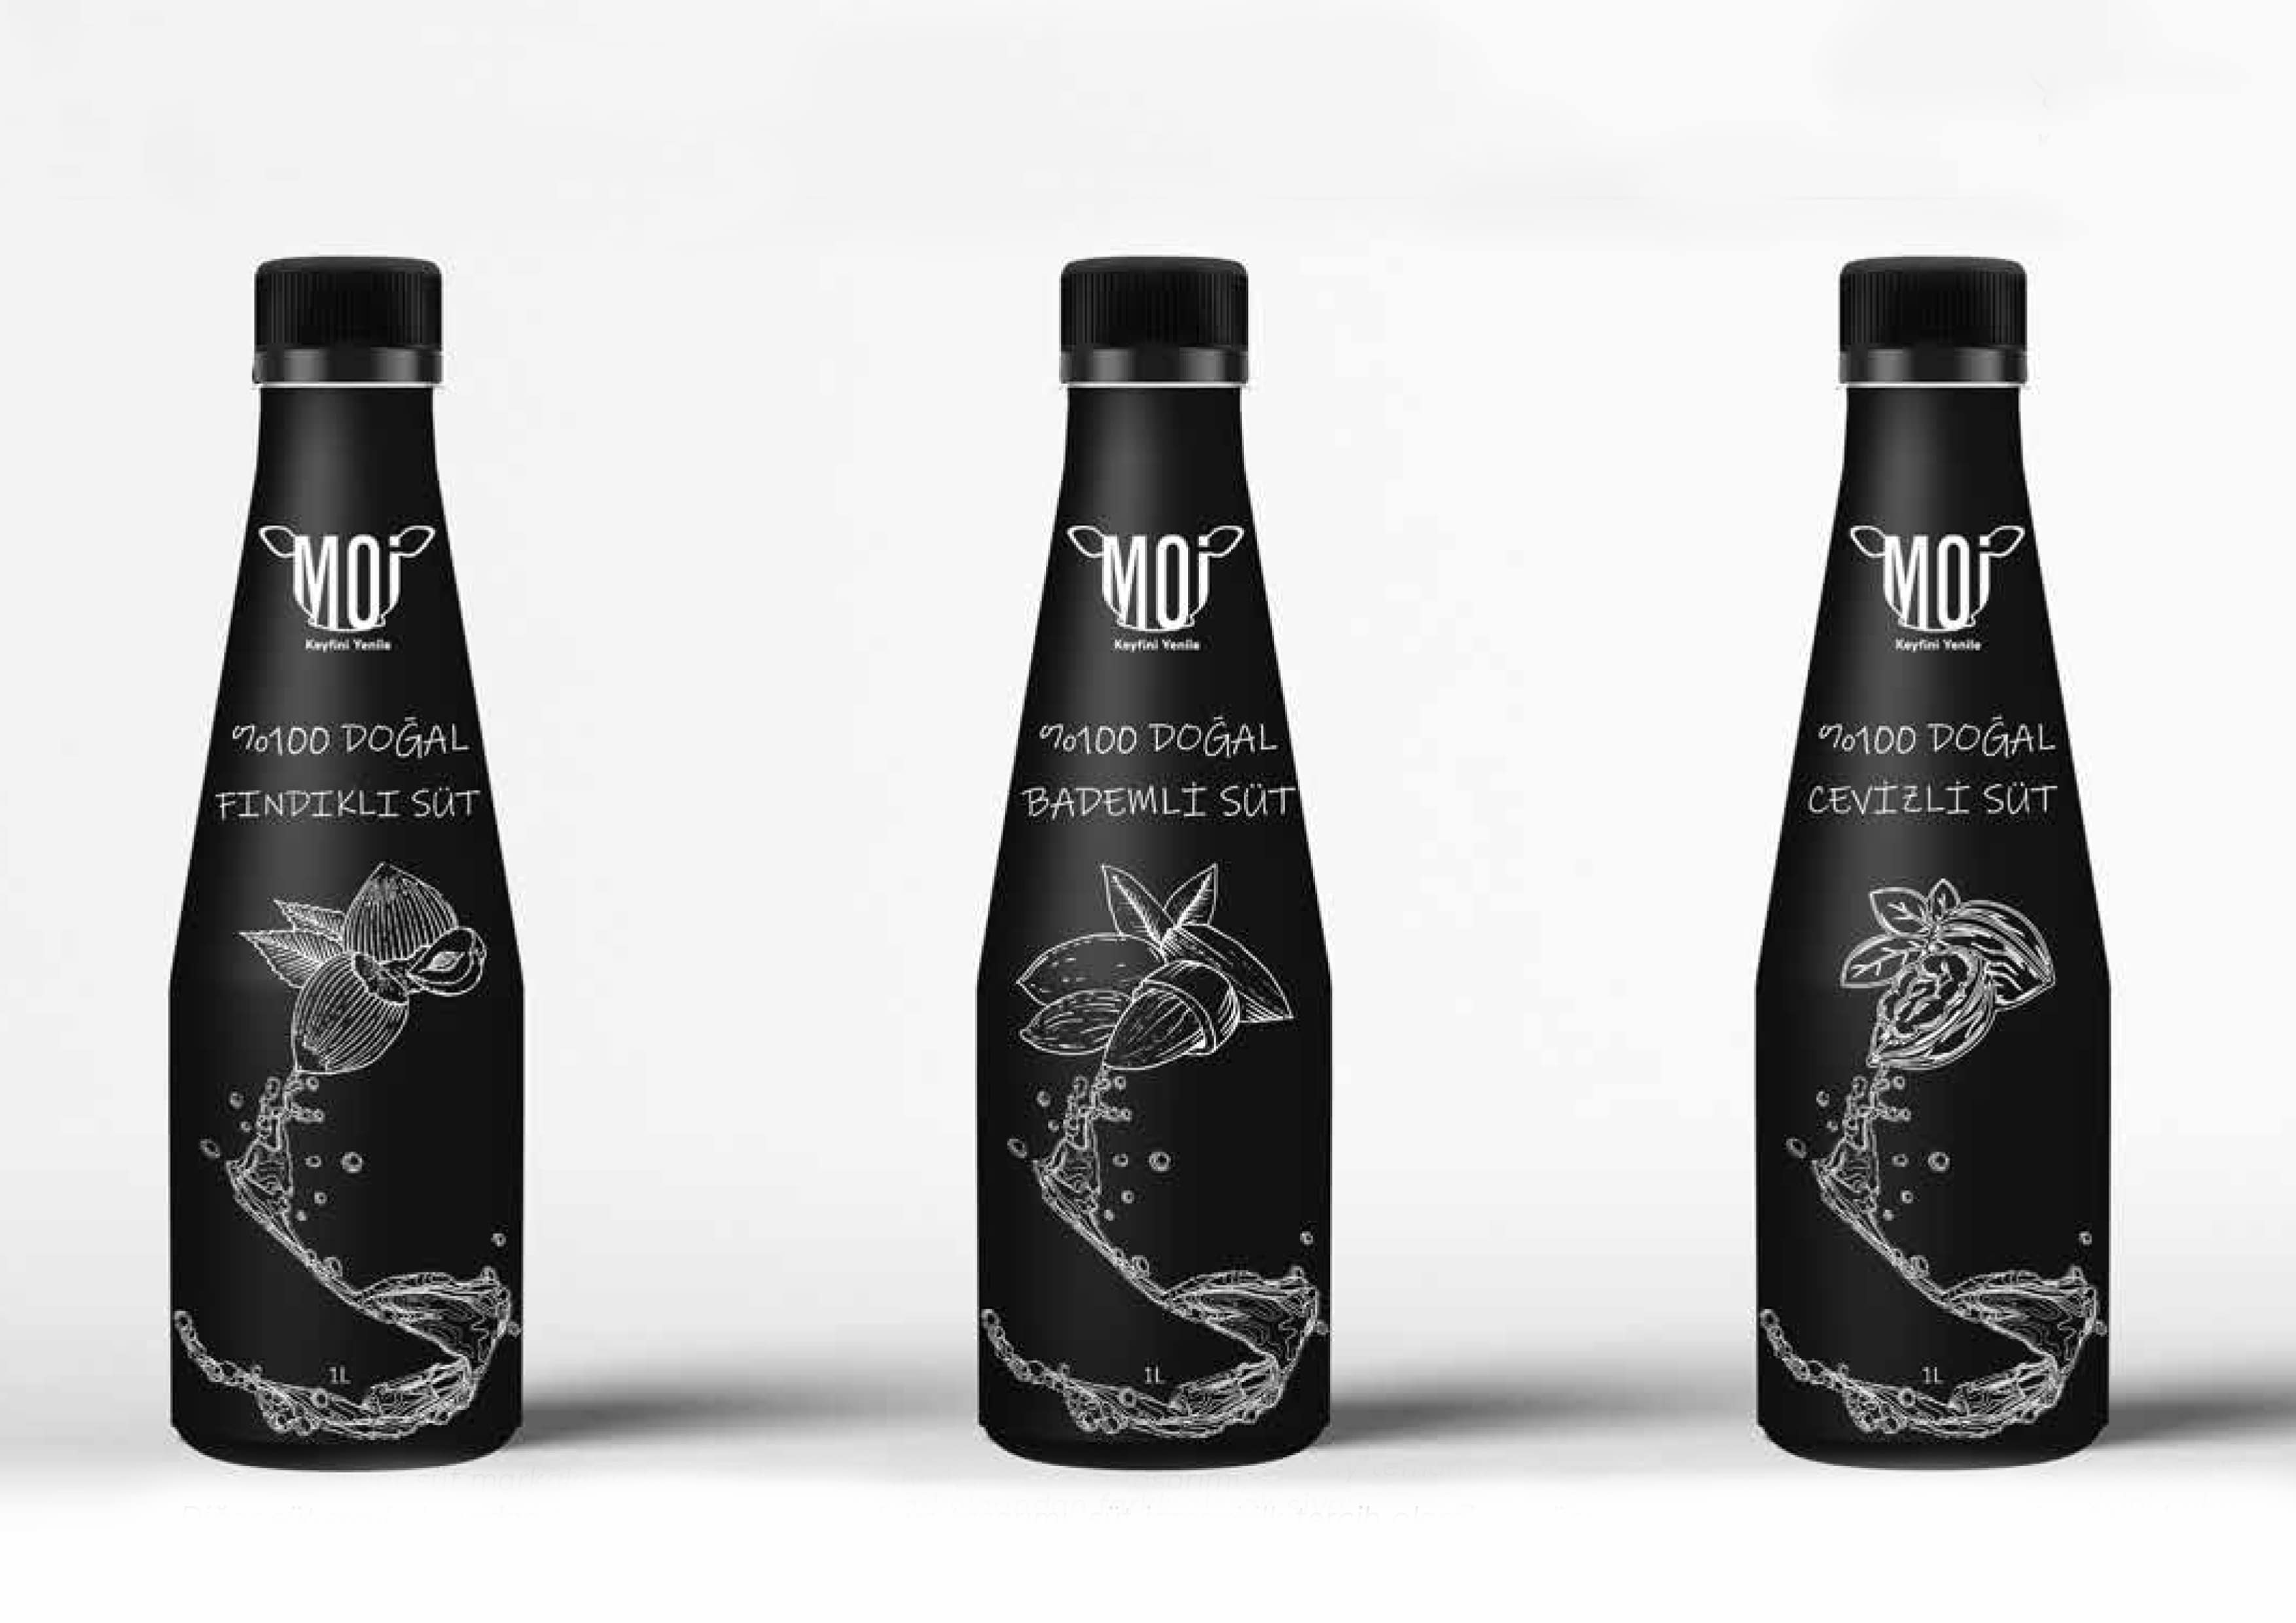 MOi
Keyfini Yenile
%100 DOĞAL
FINDIKLI SÜT
1L
MOi
Keyfini Yenile
%100 DOĞAL
BADEMLİ SÜT
1L
MOi
Keyfini Yenile
%100 DOĞAL
CEVİZLİ SÜT
1L